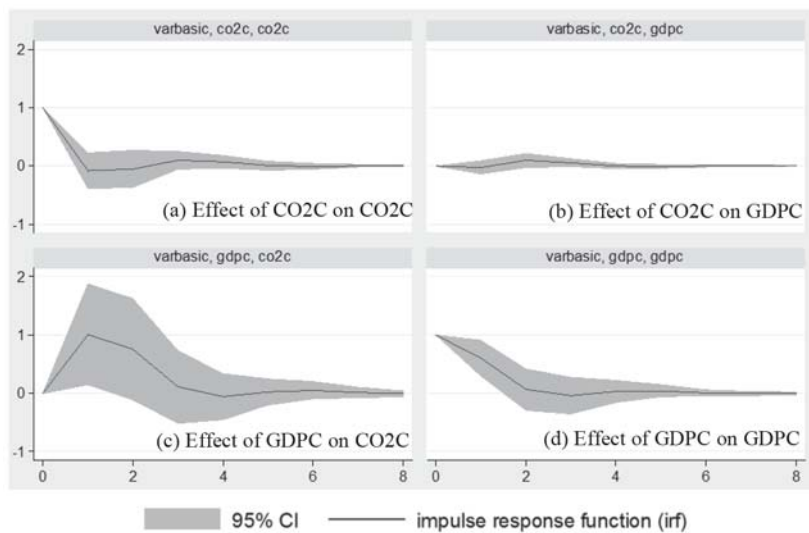 varbasic, co2c, co2c
varbasic, co2c, gdpc
2
1
0
-1
(a) Effect of CO2C on CO2C
(b) Effect of CO2C on GDPC
varbasic, gdpc, co2c
varbasic, gdpc, gdpc
2
1
0
-1
(c) Effect of GDPC on CO2C
(d) Effect of GDPC on GDPC
0 2 4 6 8
0 2 4 6 8
95% CI
impulse response function (irf)